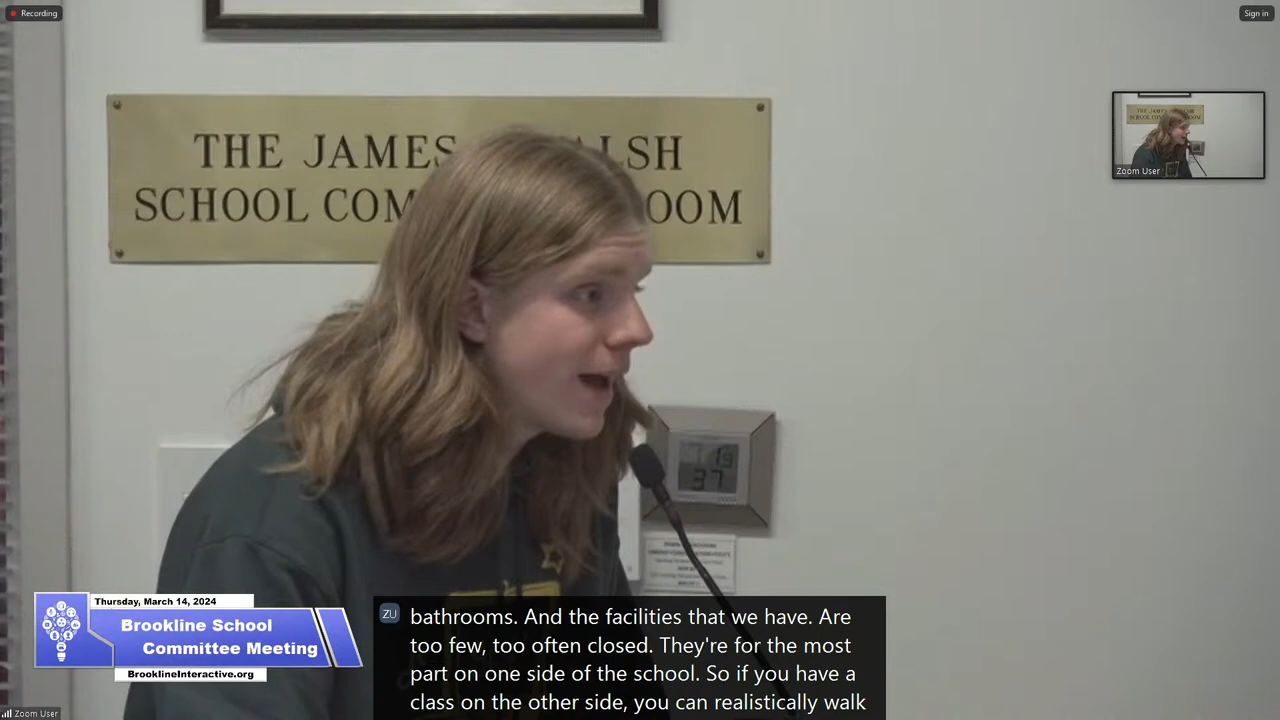 Recording
Sign in
THE JAMES ALSH
SCHOOL COM OOM
Zoom User
19
37
Thursday, March 14, 2024
Brookline School
Committee Meeting
BrooklineInteractive.org
ZU
bathrooms. And the facilities that we have. Are
too few, too often closed. They're for the most
part on one side of the school. So if you have a
class on the other side, you can realistically walk
Zoom User